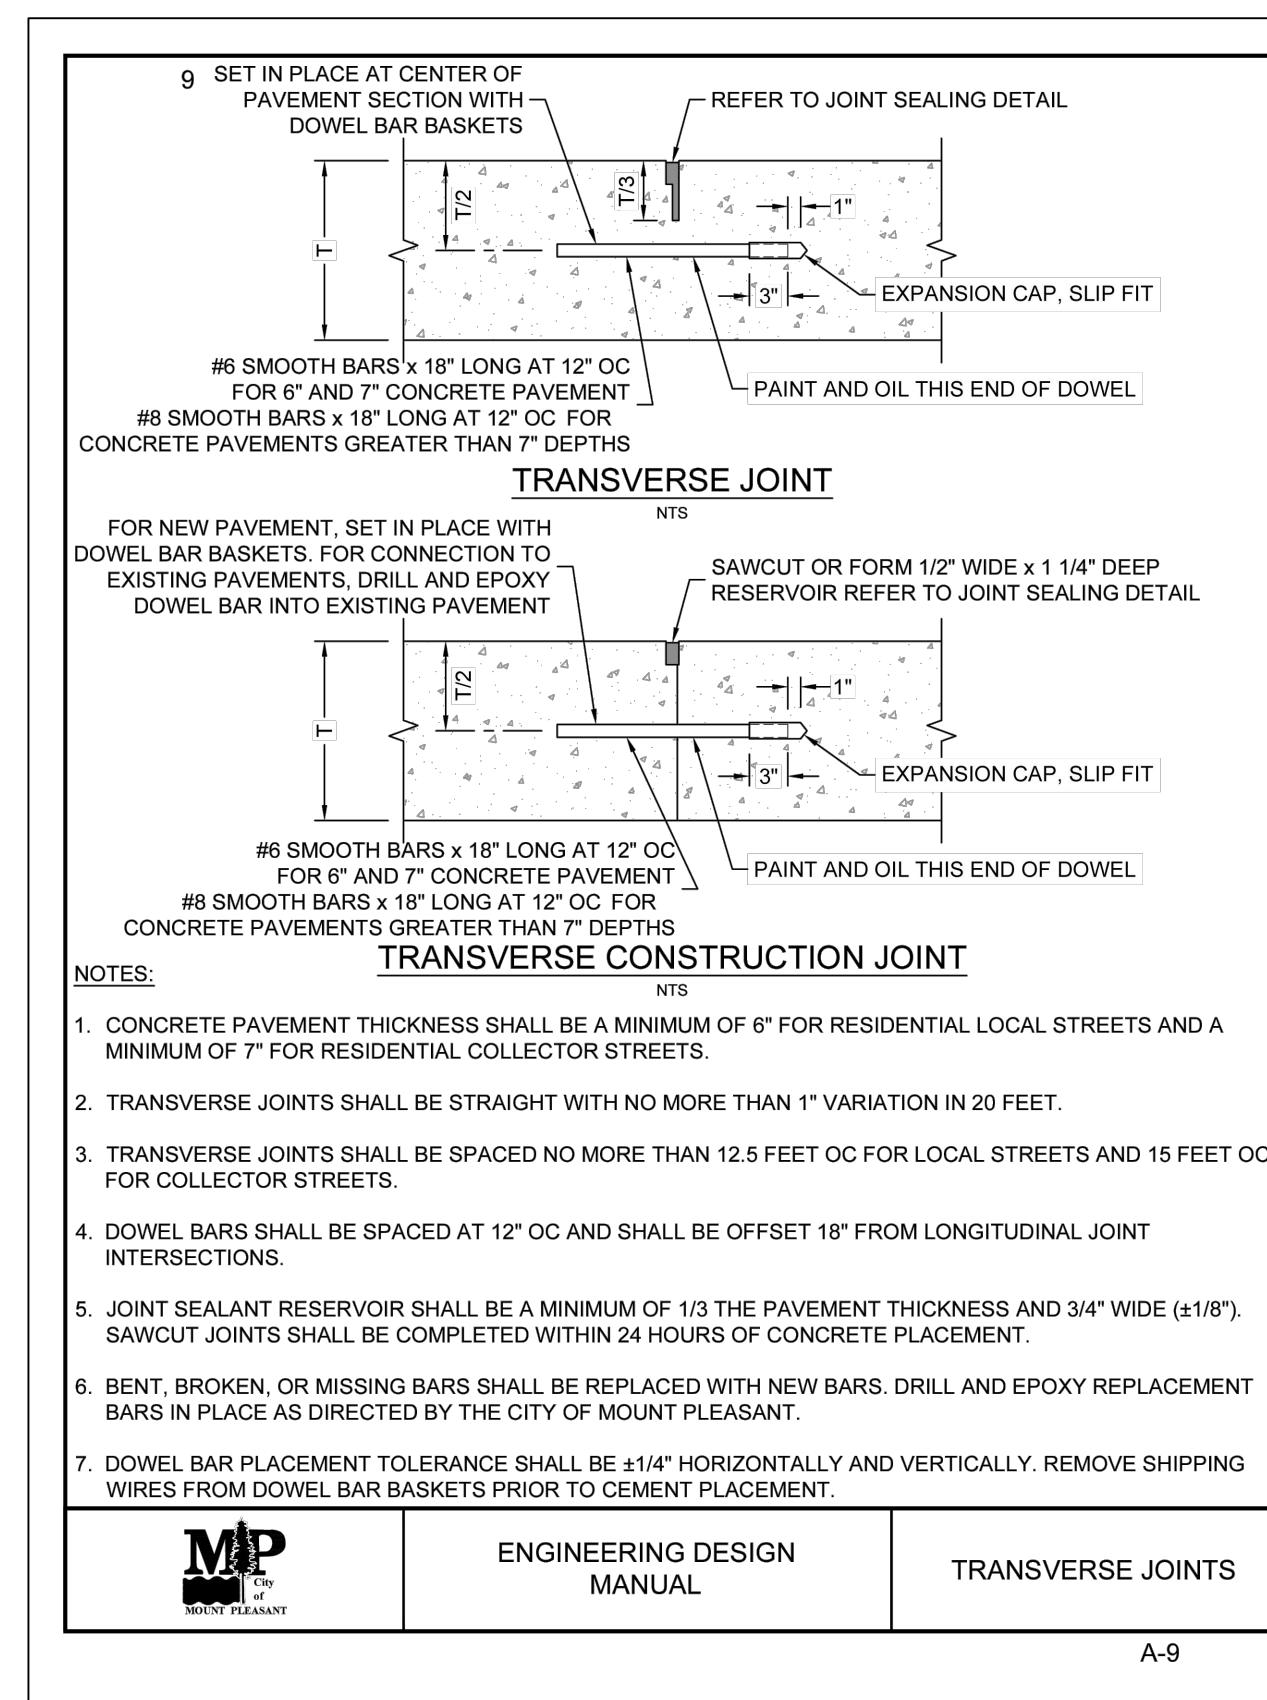 9
SET IN PLACE AT CENTER OF
PAVEMENT SECTION WITH
DOWEL BAR BASKETS
REFER TO JOINT SEALING DETAIL
T
T/2
T/3
1"
3"
EXPANSION CAP, SLIP FIT
#6 SMOOTH BARS x 18" LONG AT 12" OC
FOR 6" AND 7" CONCRETE PAVEMENT
#8 SMOOTH BARS x 18" LONG AT 12" OC FOR
CONCRETE PAVEMENTS GREATER THAN 7" DEPTHS
PAINT AND OIL THIS END OF DOWEL
TRANSVERSE JOINT
NTS
FOR NEW PAVEMENT, SET IN PLACE WITH
DOWEL BAR BASKETS. FOR CONNECTION TO
EXISTING PAVEMENTS, DRILL AND EPOXY
DOWEL BAR INTO EXISTING PAVEMENT
SAWCUT OR FORM 1/2" WIDE x 1 1/4" DEEP
RESERVOIR REFER TO JOINT SEALING DETAIL
T
T/2
1"
3"
EXPANSION CAP, SLIP FIT
#6 SMOOTH BARS x 18" LONG AT 12" OC
FOR 6" AND 7" CONCRETE PAVEMENT
#8 SMOOTH BARS x 18" LONG AT 12" OC FOR
CONCRETE PAVEMENTS GREATER THAN 7" DEPTHS
PAINT AND OIL THIS END OF DOWEL
TRANSVERSE CONSTRUCTION JOINT
NTS
NOTES:
1. CONCRETE PAVEMENT THICKNESS SHALL BE A MINIMUM OF 6" FOR RESIDENTIAL LOCAL STREETS AND A
MINIMUM OF 7" FOR RESIDENTIAL COLLECTOR STREETS.
2. TRANSVERSE JOINTS SHALL BE STRAIGHT WITH NO MORE THAN 1" VARIATION IN 20 FEET.
3. TRANSVERSE JOINTS SHALL BE SPACED NO MORE THAN 12.5 FEET OC FOR LOCAL STREETS AND 15 FEET OC
FOR COLLECTOR STREETS.
4. DOWEL BARS SHALL BE SPACED AT 12" OC AND SHALL BE OFFSET 18" FROM LONGITUDINAL JOINT
INTERSECTIONS.
5. JOINT SEALANT RESERVOIR SHALL BE A MINIMUM OF 1/3 THE PAVEMENT THICKNESS AND 3/4" WIDE (±1/8").
SAWCUT JOINTS SHALL BE COMPLETED WITHIN 24 HOURS OF CONCRETE PLACEMENT.
6. BENT, BROKEN, OR MISSING BARS SHALL BE REPLACED WITH NEW BARS. DRILL AND EPOXY REPLACEMENT
BARS IN PLACE AS DIRECTED BY THE CITY OF MOUNT PLEASANT.
7. DOWEL BAR PLACEMENT TOLERANCE SHALL BE ±1/4" HORIZONTALLY AND VERTICALLY. REMOVE SHIPPING
WIRES FROM DOWEL BAR BASKETS PRIOR TO CEMENT PLACEMENT.
MP
City
of
MOUNT PLEASANT
ENGINEERING DESIGN
MANUAL
TRANSVERSE JOINTS
A-9